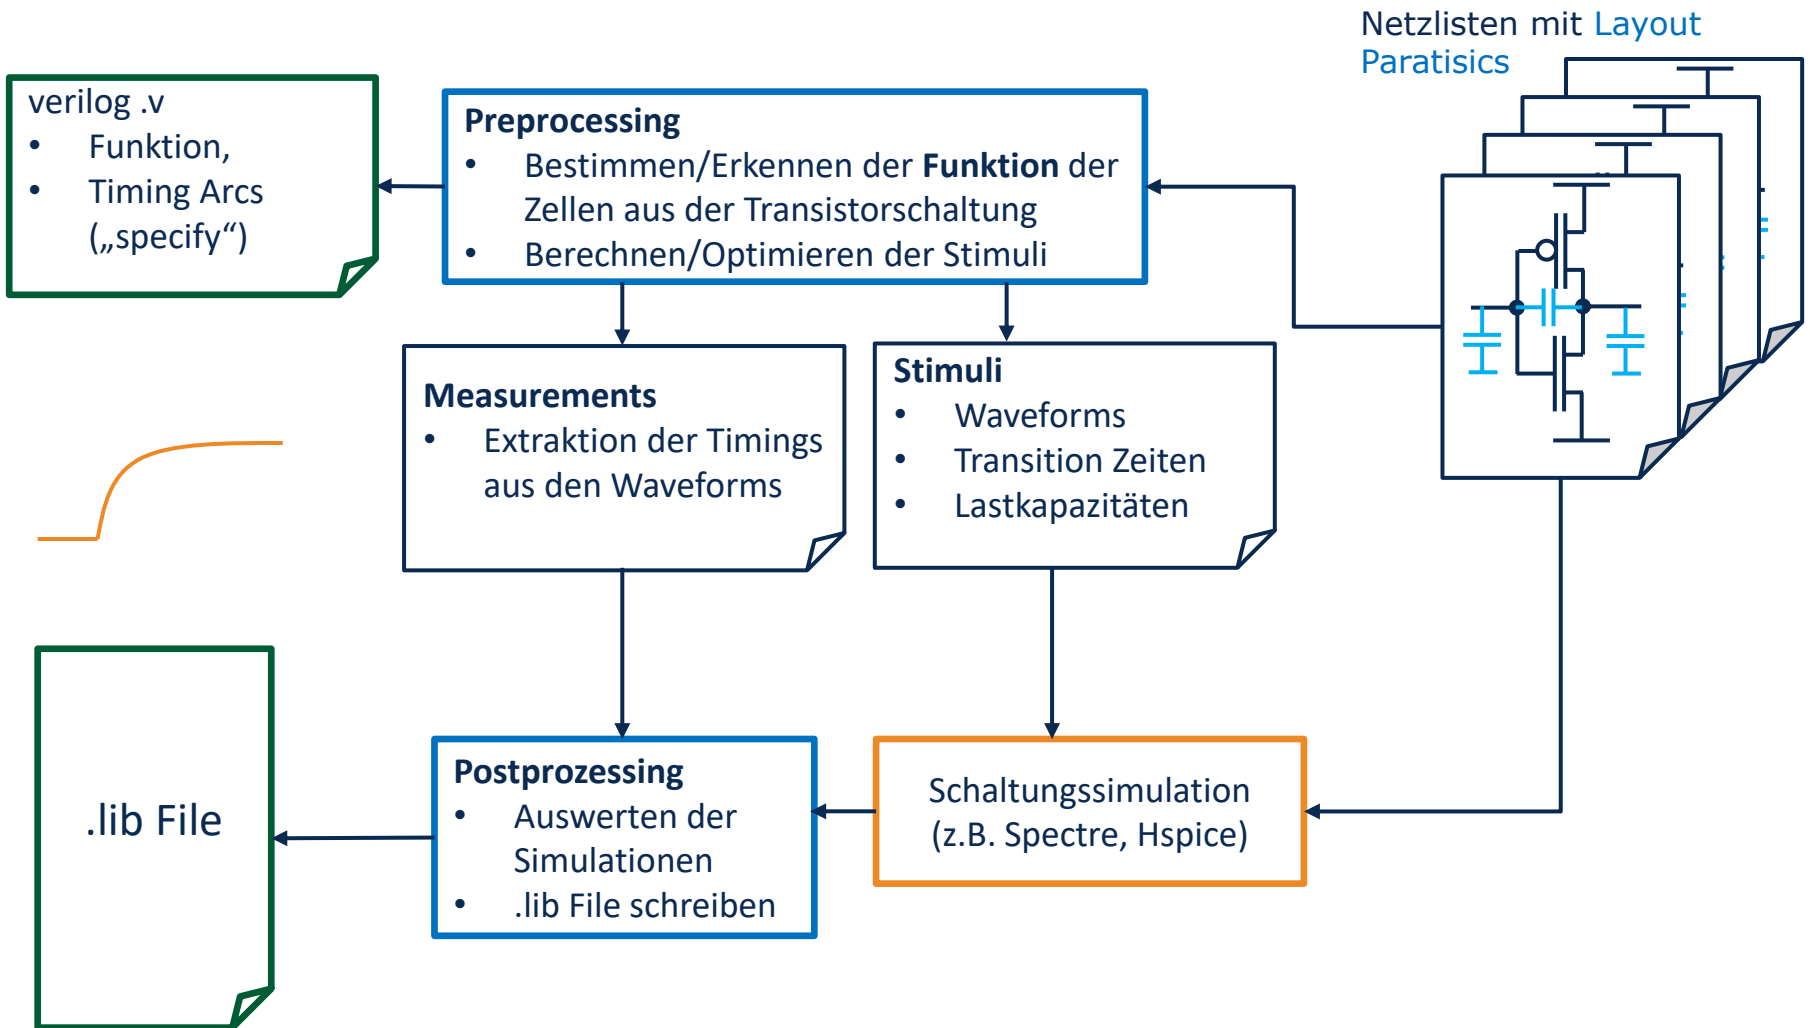 Netzlisten mit Layout
Paratisics
verilog .v
• Funktion,
• Timing Arcs
(„specify“)
Preprocessing
• Bestimmen/Erkennen der Funktion der
Zellen aus der Transistorschaltung
• Berechnen/Optimieren der Stimuli
Measurements
• Extraktion der Timings
aus den Waveforms
Stimuli
• Waveforms
• Transition Zeiten
• Lastkapazitäten
.lib File
Postprozessing
• Auswerten der
Simulationen
• .lib File schreiben
Schaltungssimulation
(z.B. Spectre, Hspice)